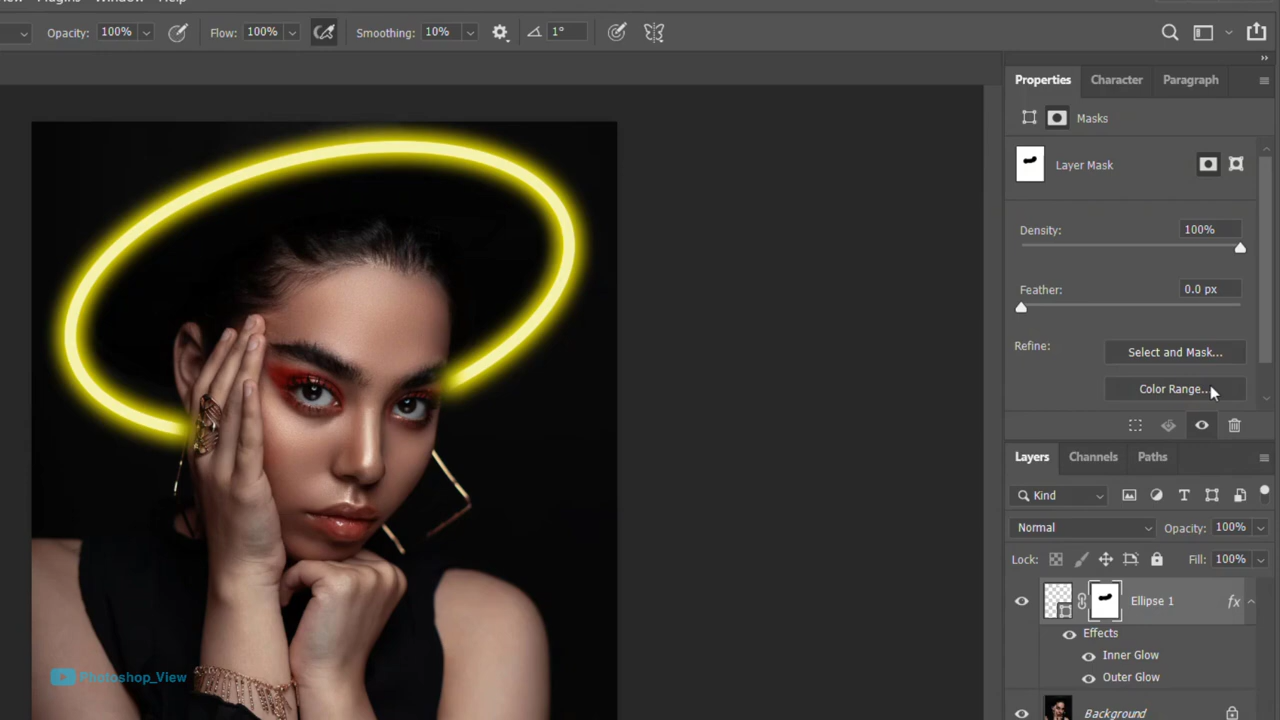 Opacity: 100% Flow: 100% Smoothing: 10% 1°
Properties Character Paragraph
Masks
Layer Mask
Density: 100%
Feather: 0.0 px
Refine: Select and Mask...
Color Range...
Layers Channels Paths
Kind
Normal Opacity: 100%
Lock: Fill: 100%
Ellipse 1 fx
Effects
Inner Glow
Outer Glow
Background
Photoshop_View